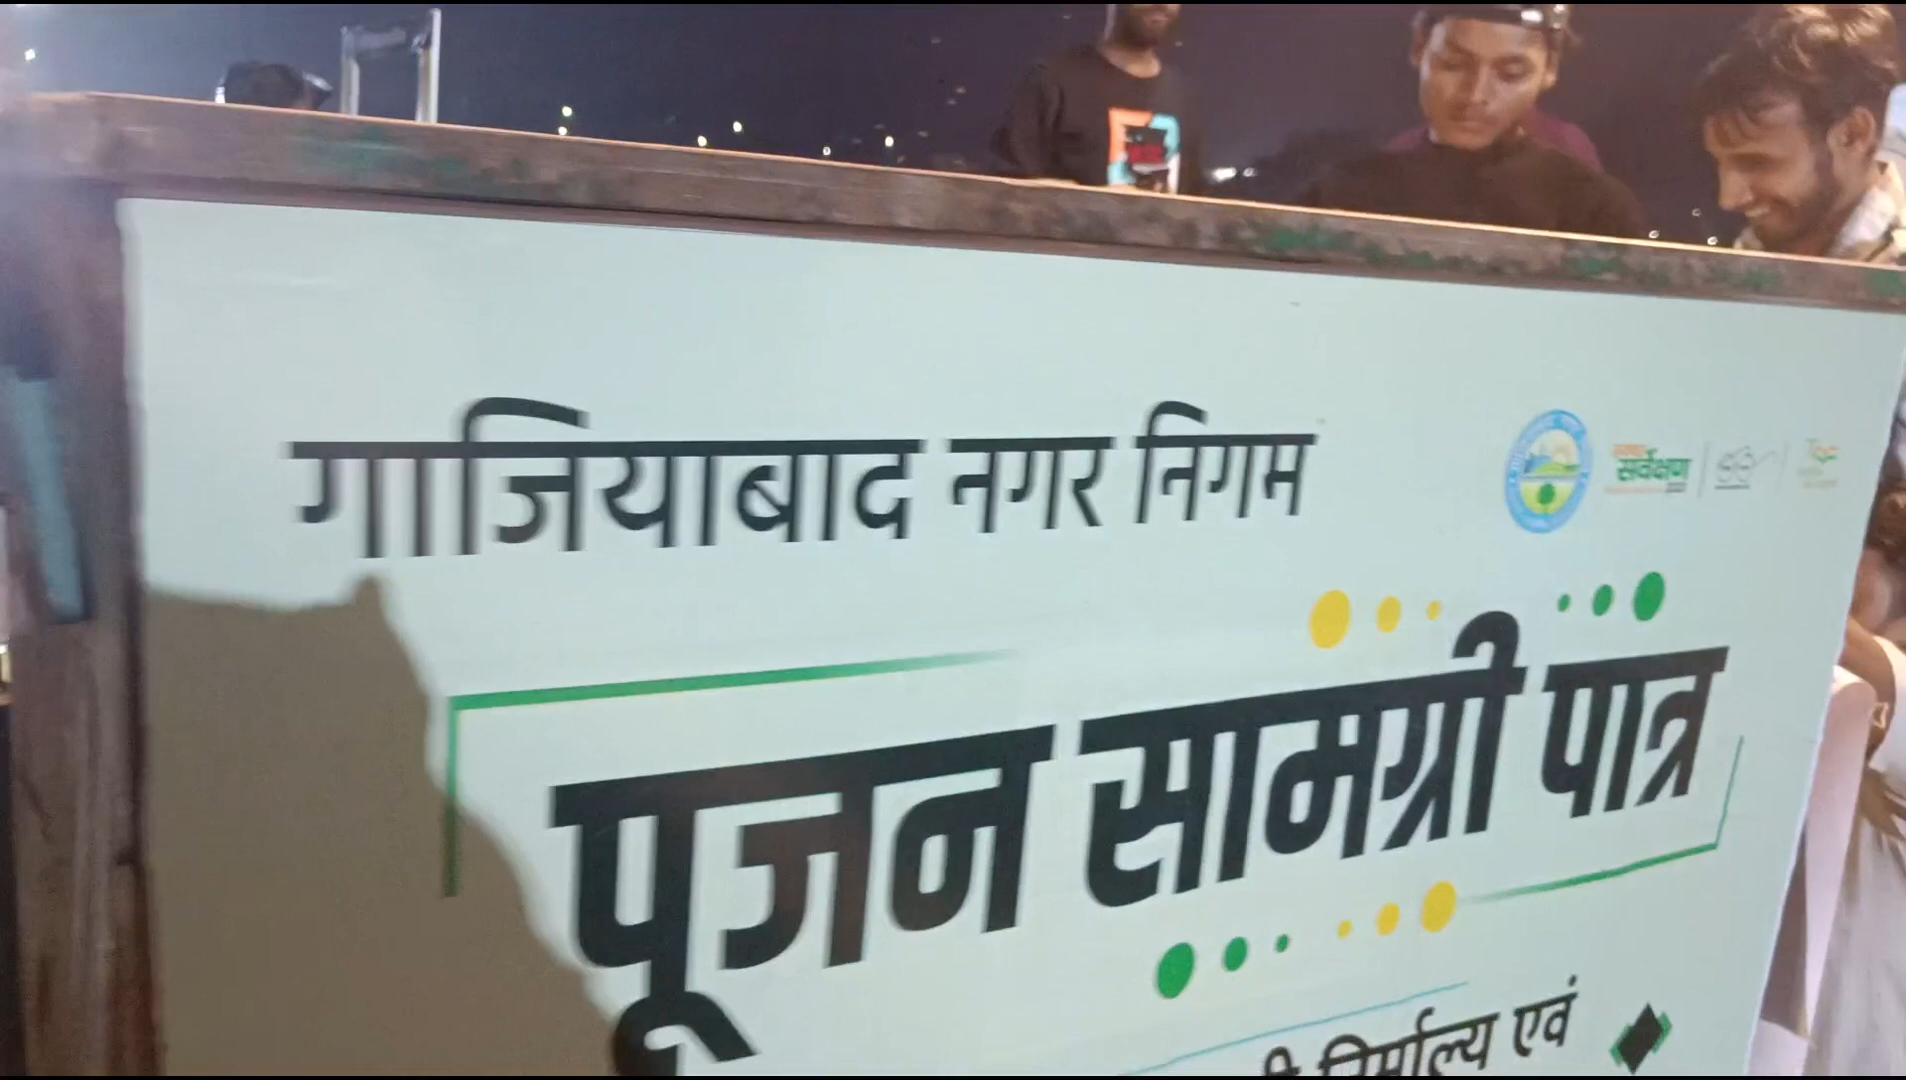 गाजियाबाद नगर निगम
सर्वेक्षण
पूजन सामग्री पात्र
निर्माल्य एवं